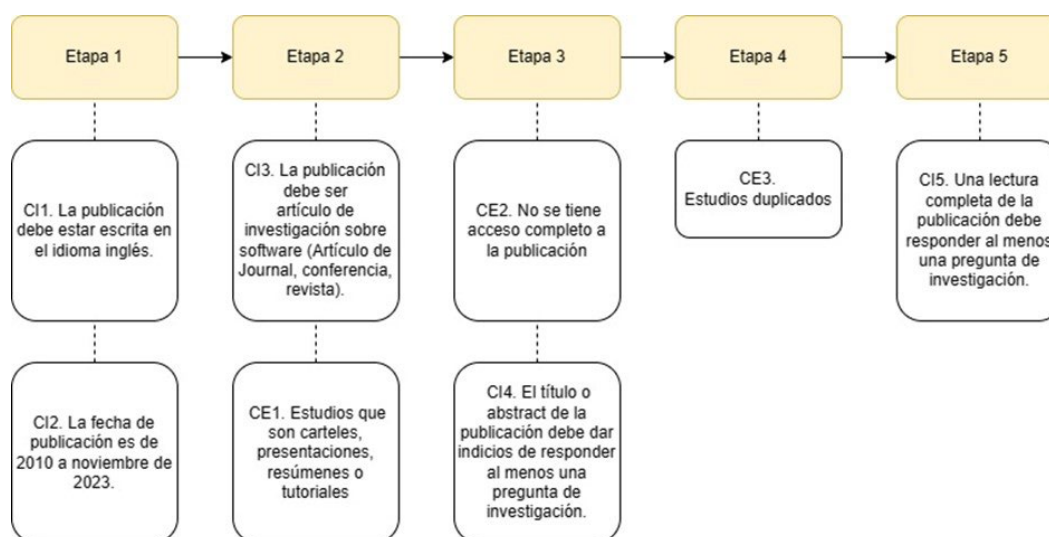 Etapa 1
Etapa 2
Etapa 3
Etapa 4
Etapa 5
CI1. La publicación
debe estar escrita en
el idioma inglés.
CI3. La publicación
debe ser
artículo de
investigación sobre
software (Artículo de
Journal, conferencia,
revista).
CE2. No se tiene
acceso completo a
la publicación
CE3.
Estudios duplicados
CI5. Una lectura
completa de la
publicación debe
responder al menos
una pregunta de
investigación.
CI2. La fecha de
publicación es de
2010 a noviembre de
2023.
CE1. Estudios que
son carteles,
presentaciones,
resúmenes o
tutoriales
CI4. El título o
abstract de la
publicación debe dar
indicios de responder
al menos una
pregunta de
investigación.